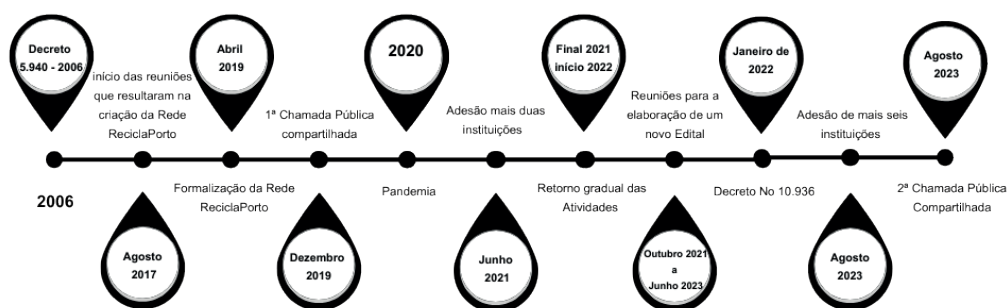 Decreto
5.940 - 2006
2006
início das reuniões
que resultaram na
criação da Rede
ReciclaPorto
Agosto
2017
Abril
2019
Formalização da Rede
ReciclaPorto
1ª Chamada Pública
compartilhada
Dezembro
2019
2020
Pandemia
Adesão mais duas
instituições
Junho
2021
Final 2021
início 2022
Retorno gradual das
Atividades
Reuniões para a
elaboração de um
novo Edital
Outubro 2021
a
Junho 2023
Janeiro de
2022
Decreto No 10.936
Adesão de mais seis
instituições
Agosto
2023
Agosto
2023
2ª Chamada Pública
Compartilhada